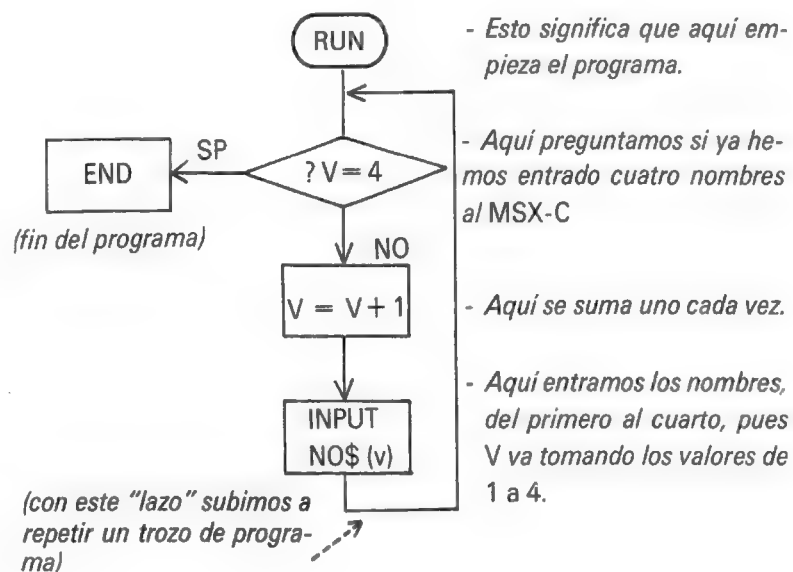 RUN
- Esto significa que aquí em-
pieza el programa.
SP
END
? V = 4
- Aquí preguntamos si ya he-
mos entrado cuatro nombres
al MSX-C
(fin del programa)
NO
V = V + 1
- Aquí se suma uno cada vez.
INPUT
NO$ (v)
- Aquí entramos los nombres,
del primero al cuarto, pues
V va tomando los valores de
1 a 4.
(con este "lazo" subimos a
repetir un trozo de progra-
ma)